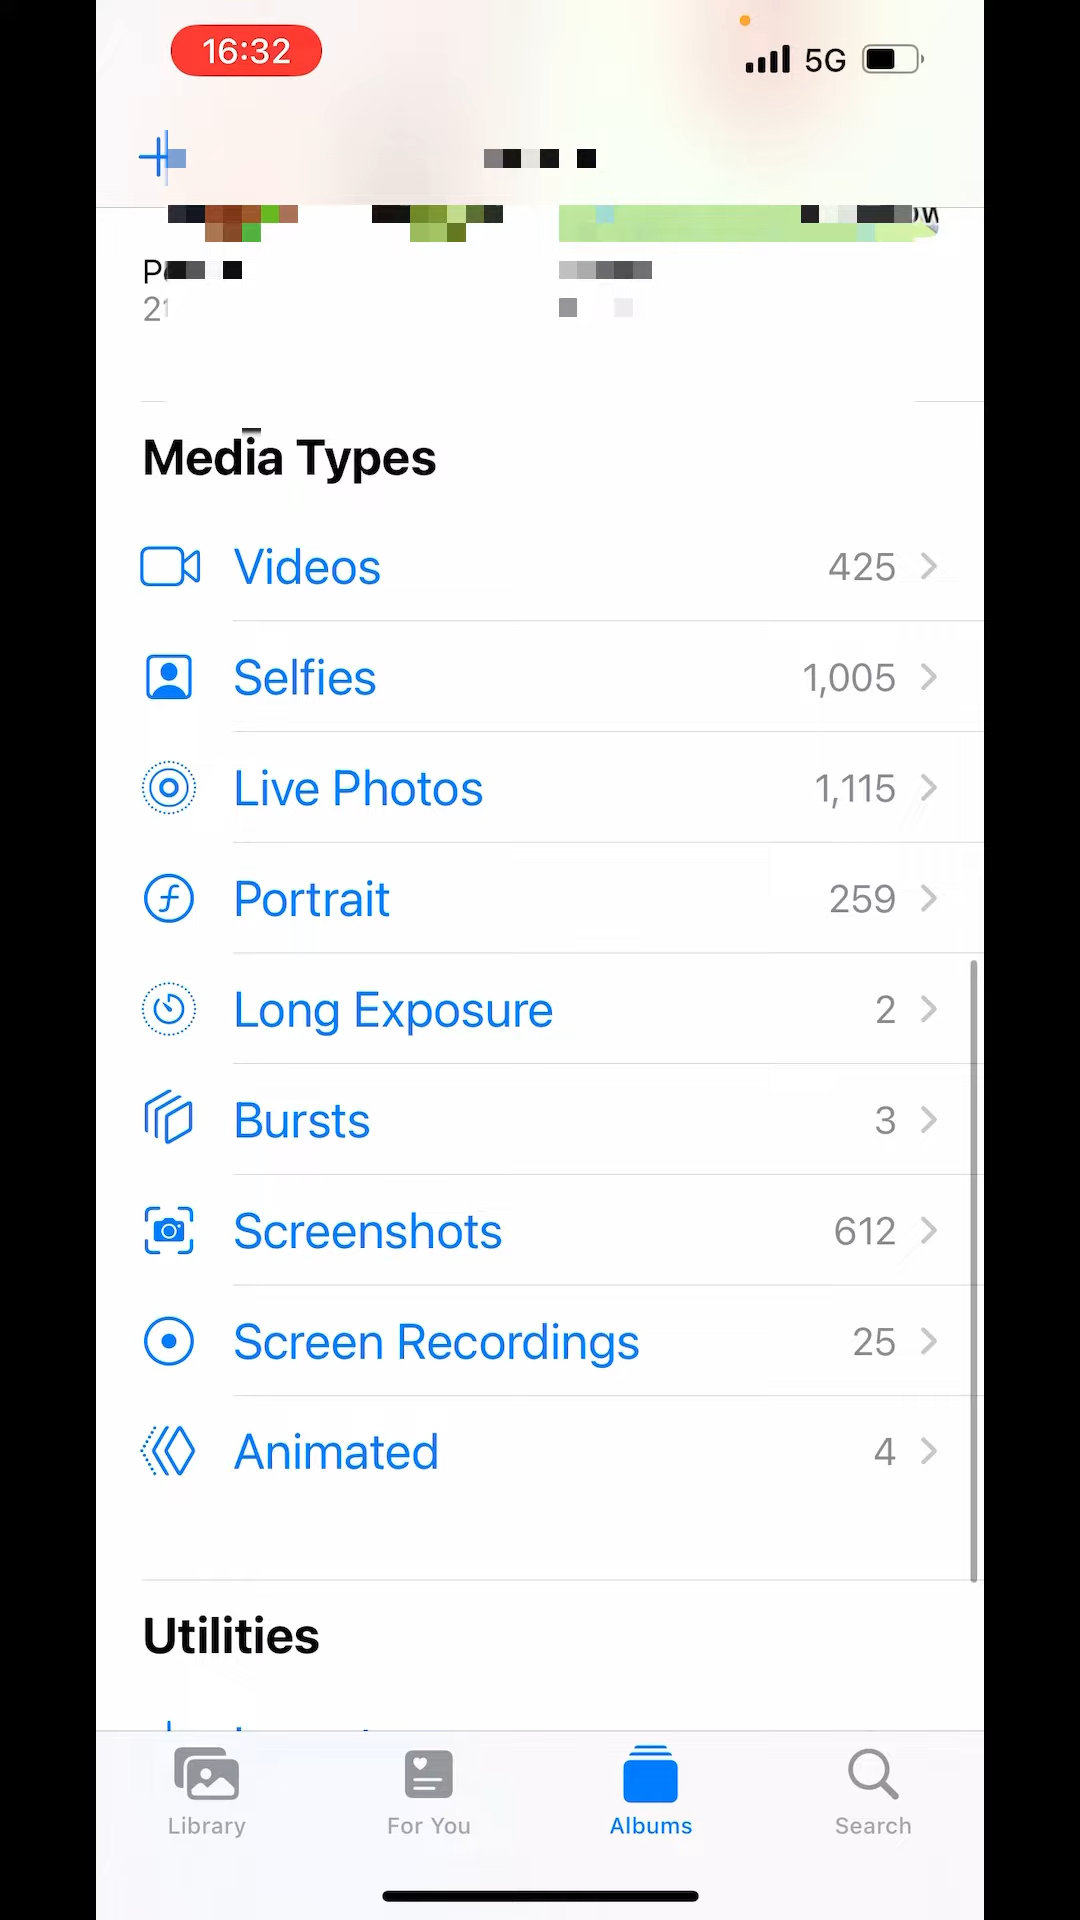 16:32
5G
Media Types
Videos 425
Selfies 1,005
Live Photos 1,115
Portrait 259
Long Exposure 2
Bursts 3
Screenshots 612
Screen Recordings 25
Animated 4
Utilities
Library For You Albums Search